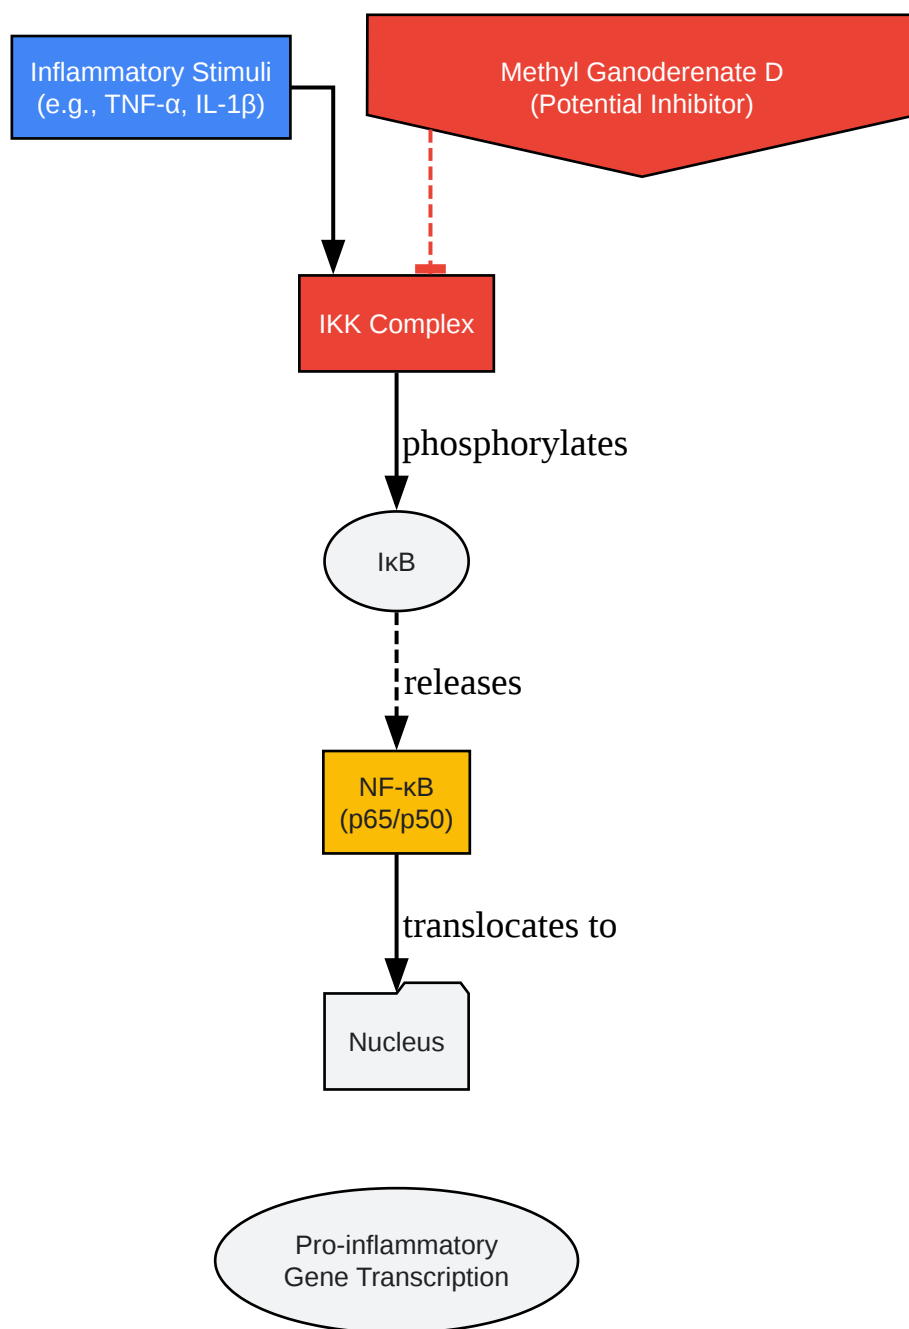 Inflammatory Stimuli
(e.g., TNF-α, IL-1β)
Methyl Ganoderenate D
(Potential Inhibitor)
IKK Complex
phosphorylates
IκB
releases
NF-κB
(p65/p50)
translocates to
Nucleus
Pro-inflammatory
Gene Transcription